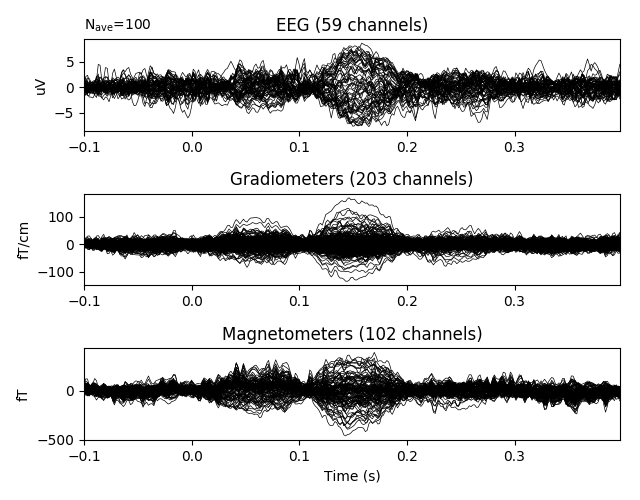 N_ave=100
EEG (59 channels)
uV
5
0
−5
−0.1 0.0 0.1 0.2 0.3
Gradiometers (203 channels)
fT/cm
100
0
−100
−0.1 0.0 0.1 0.2 0.3
Magnetometers (102 channels)
fT
0
−500
−0.1 0.0 0.1 0.2 0.3
Time (s)